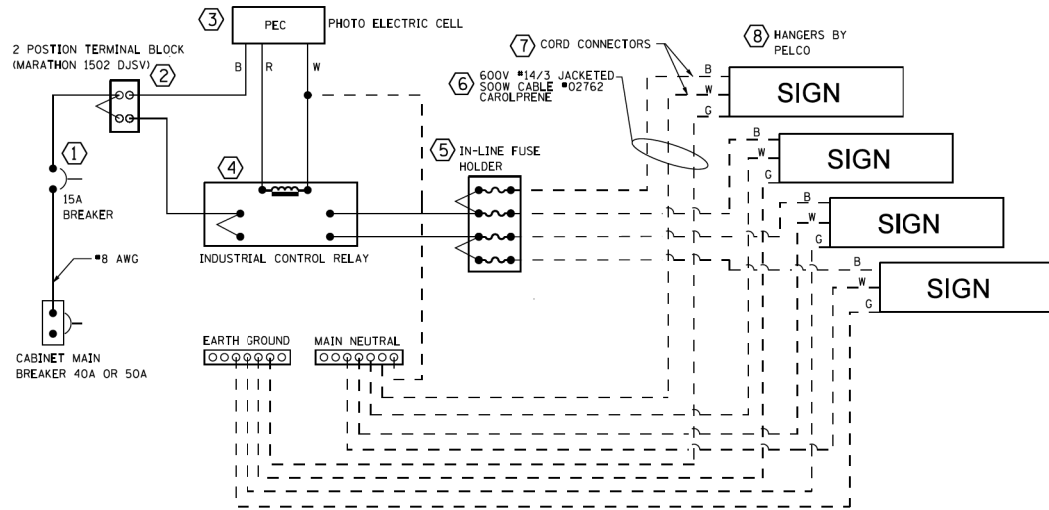 3
PEC
PHOTO ELECTRIC CELL
2 POSTION TERMINAL BLOCK
(MARATHON 1502 DJSV)
2
B
R
W
7
CORD CONNECTORS
8
HANGERS BY
PELCO
6
600V #14/3 JACKETED
SOOW CABLE #02762
CAROLPRENE
B
W
G
SIGN
1
15A
BREAKER
4
5
IN-LINE FUSE
HOLDER
B
W
G
SIGN
B
W
G
SIGN
INDUSTRIAL CONTROL RELAY
#8 AWG
B
W
G
SIGN
CABINET MAIN
BREAKER 40A OR 50A
EARTH GROUND
MAIN NEUTRAL